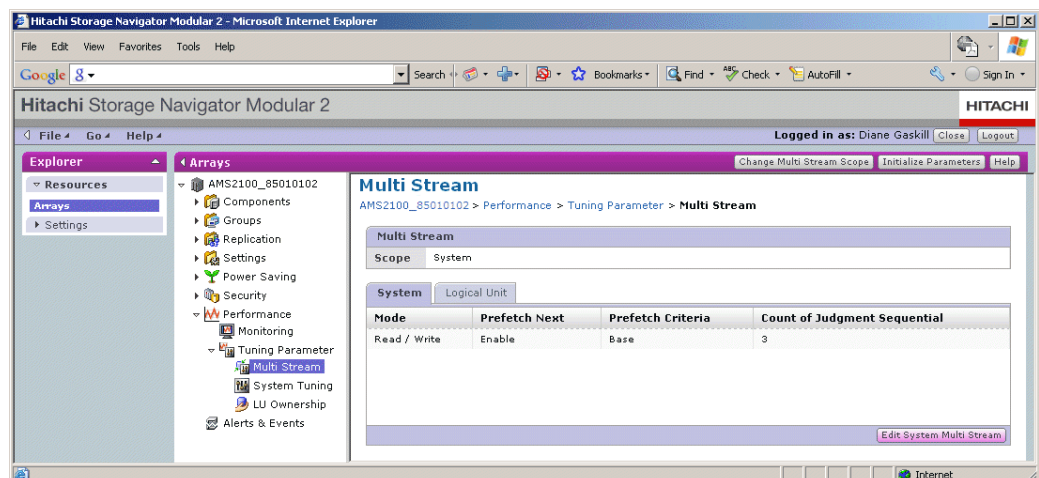 Hitachi Storage Navigator Modular 2 - Microsoft Internet Explorer
File Edit View Favorites Tools Help
Google Search Bookmarks Find ABC Check AutoFill Sign In
Hitachi Storage Navigator Modular 2 HITACHI
File Go Help Logged in as: Diane Gaskill Close Logout
Explorer
Resources
Arrays
Settings
Arrays Change Multi Stream Scope Initialize Parameters Help
AMS2100_85010102
Components
Groups
Replication
Settings
Power Saving
Security
Performance
Monitoring
Tuning Parameter
Multi Stream
System Tuning
LU Ownership
Alerts & Events
Multi Stream
AMS2100_85010102 > Performance > Tuning Parameter > Multi Stream
Multi Stream
Scope System
System Logical Unit
Mode Prefetch Next Prefetch Criteria Count of Judgment Sequential
Read / Write Enable Base 3
Edit System Multi Stream
Internet